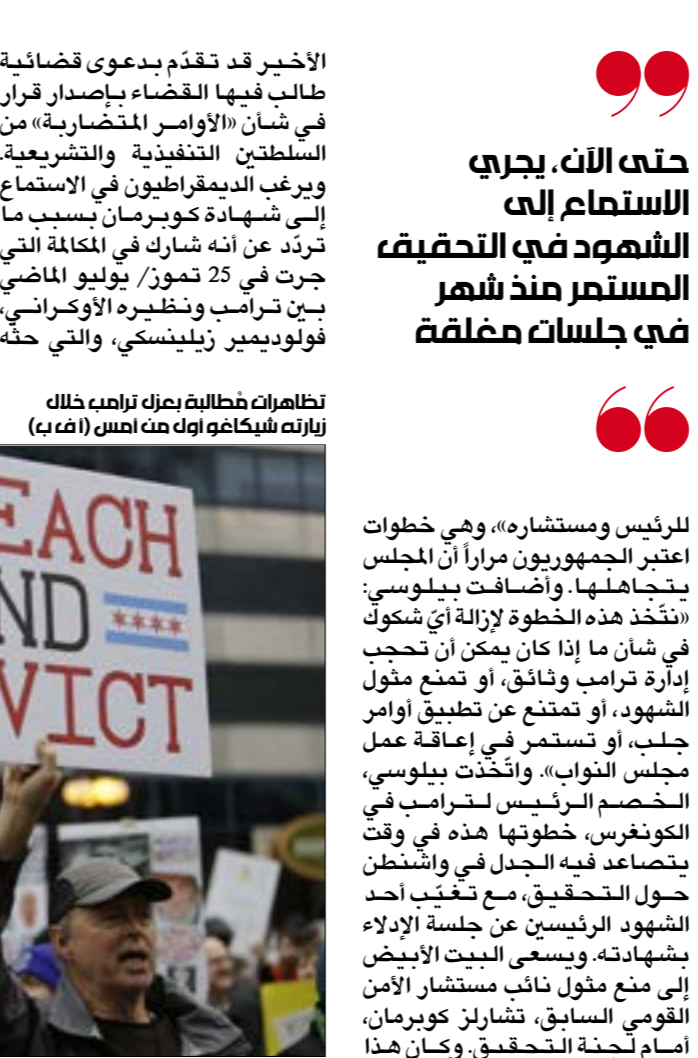 حتى الآن، يجري
الاستماع إلى
الشهود في التحقيق
المستمر منذ شهر
في جلسات مغلقة
للرئيس ومستشاره»، وهي خطوات
اعتبر الجمهوريون مراراً أن المجلس
يتجاهلها. وأضافت بيلوسي:
«نتّخذ هذه الخطوة لإزالة أيّ شكوك
في شأن ما إذا كان يمكن أن تحجب
إدارة ترامب وثائق، أو تمنع مثول
الشهود، أو تمتنع عن تطبيق أوامر
جلب، أو تستمر في إعاقة عمل
مجلس النواب». واتّخذت بيلوسي،
الخصم الرئيس لترامب في
الكونغرس، خطوتها هذه في وقت
يتصاعد فيه الجدل في واشنطن
حول التحقيق، مع تغيّب أحد
الشهود الرئيسين عن جلسة الإدلاء
بشهادته. ويسعى البيت الأبيض
إلى منع مثول نائب مستشار الأمن
القومي السابق، تشارلز كوبرمان،
أمام لجنة التحقيق. وكان هذا
الأخير قد تقدّم بدعوى قضائية
طالب فيها القضاء بإصدار قرار
في شأن «الأوامر المتضاربة» من
السلطتين التنفيذية والتشريعية.
ويرغب الديمقراطيون في الاستماع
إلى شهادة كوبرمان بسبب ما
تردّد عن أنه شارك في المكالمة التي
جرت في 25 تموز/ يوليو الماضي
بين ترامب ونظيره الأوكراني،
فولوديمير زيلينسكي، والتي حثّه
تظاهرات مُطالبة بعزل ترامب خلال
زيارته شيكاغو أول من أمس (أ ف ب)
EACH
ND
VICT